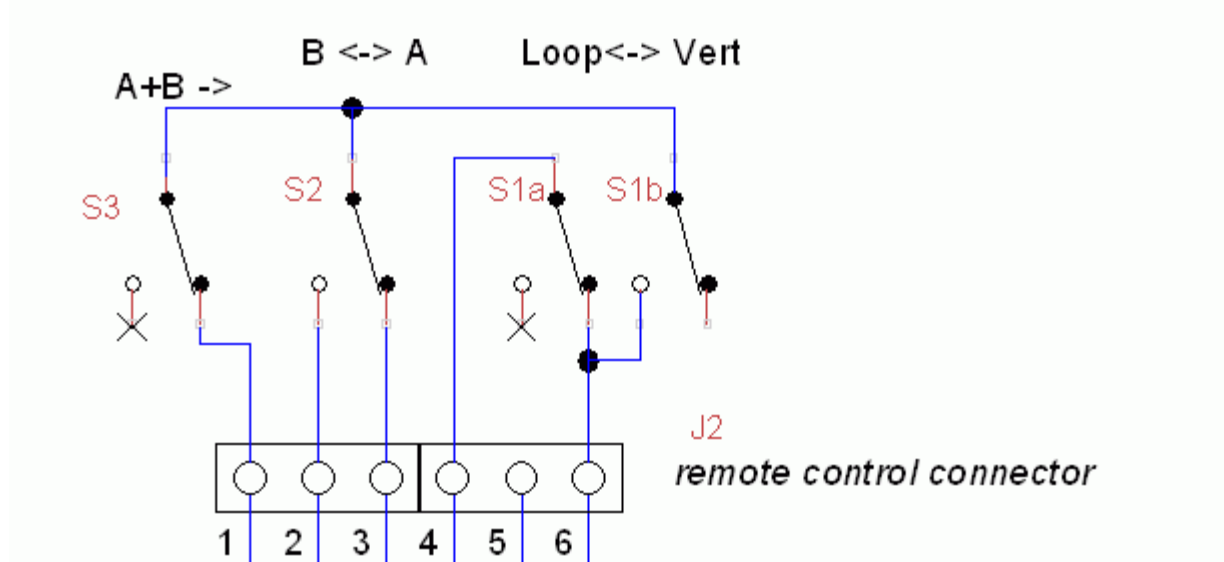 B <-> A
Loop<-> Vert
A+B ->
S3
S2
S1a
S1b
J2
remote control connector
1 2 3 4 5 6